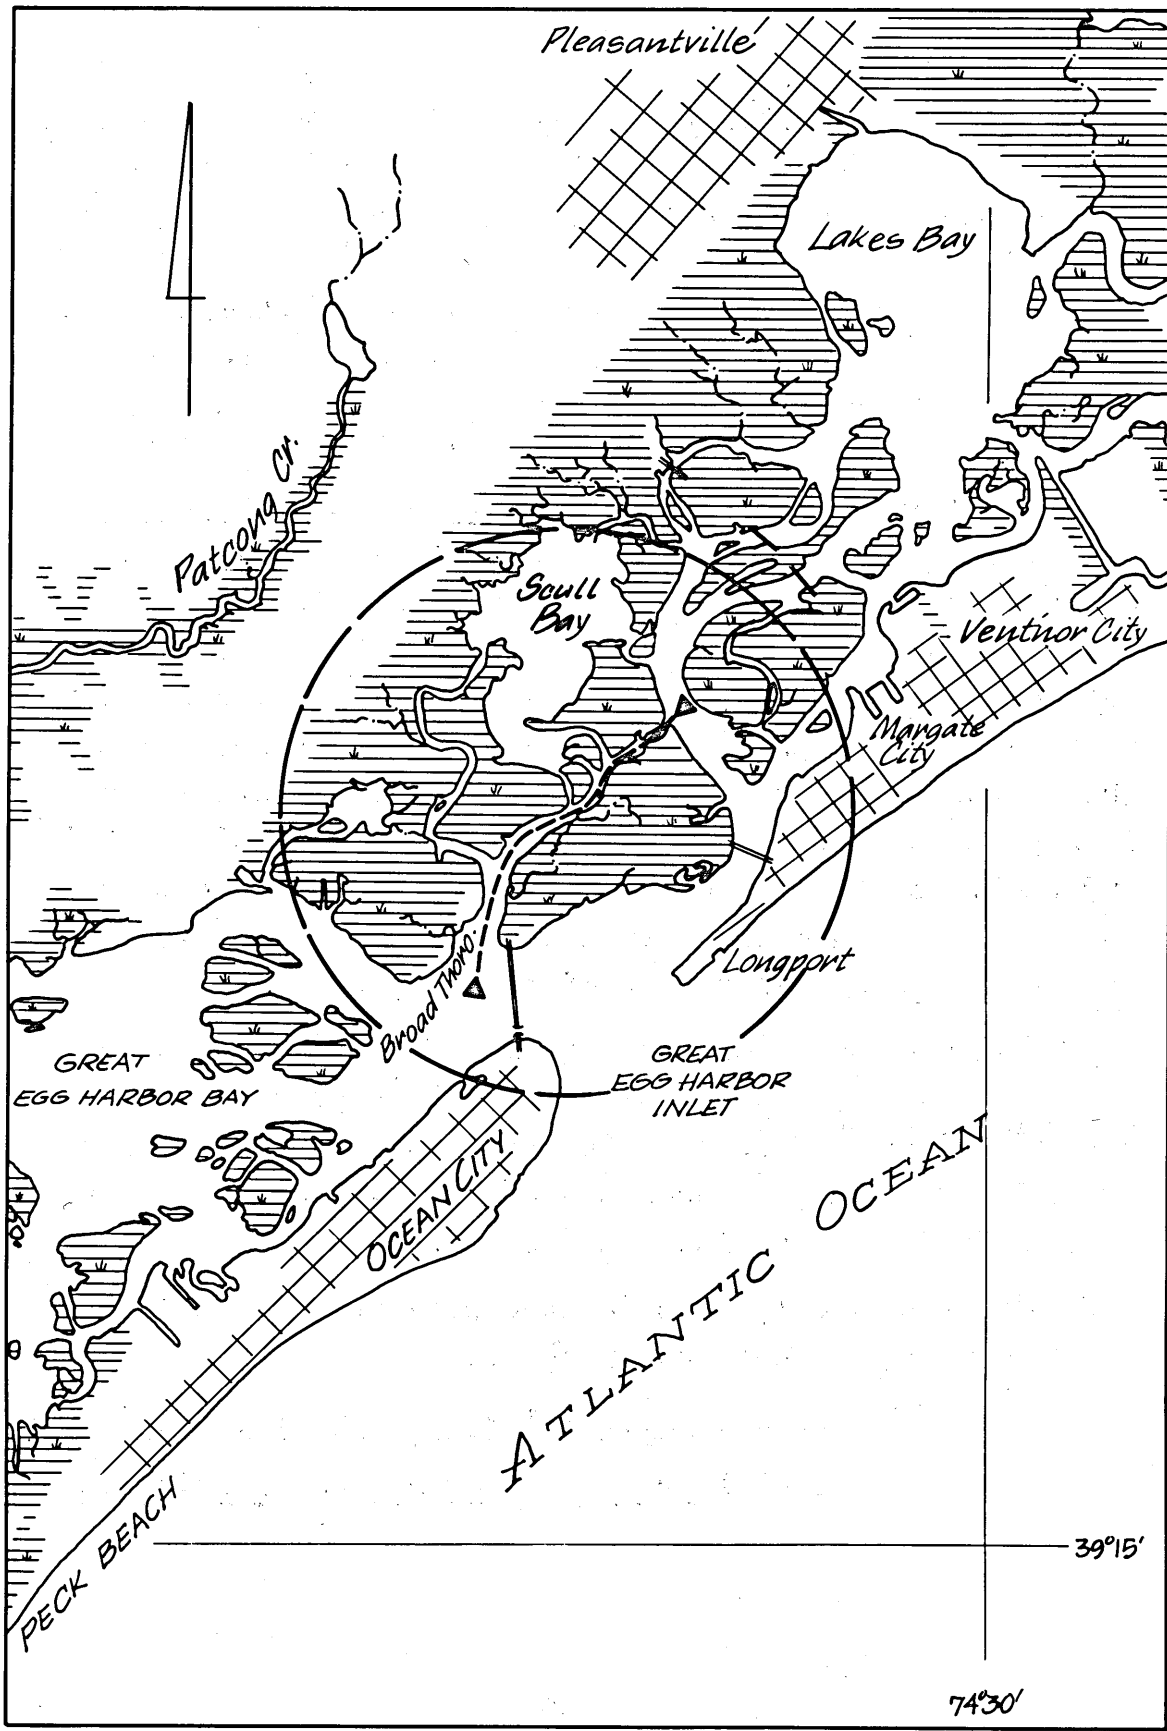 Pleasantville
Lakes Bay
Patcong Cr.
Scull
Bay
Ventnor City
Margate
City
Longport
Broad Thoro.
GREAT
EGG HARBOR BAY
GREAT
EGG HARBOR
INLET
OCEAN CITY
ATLANTIC OCEAN
PECK BEACH
39°15'
74°30'